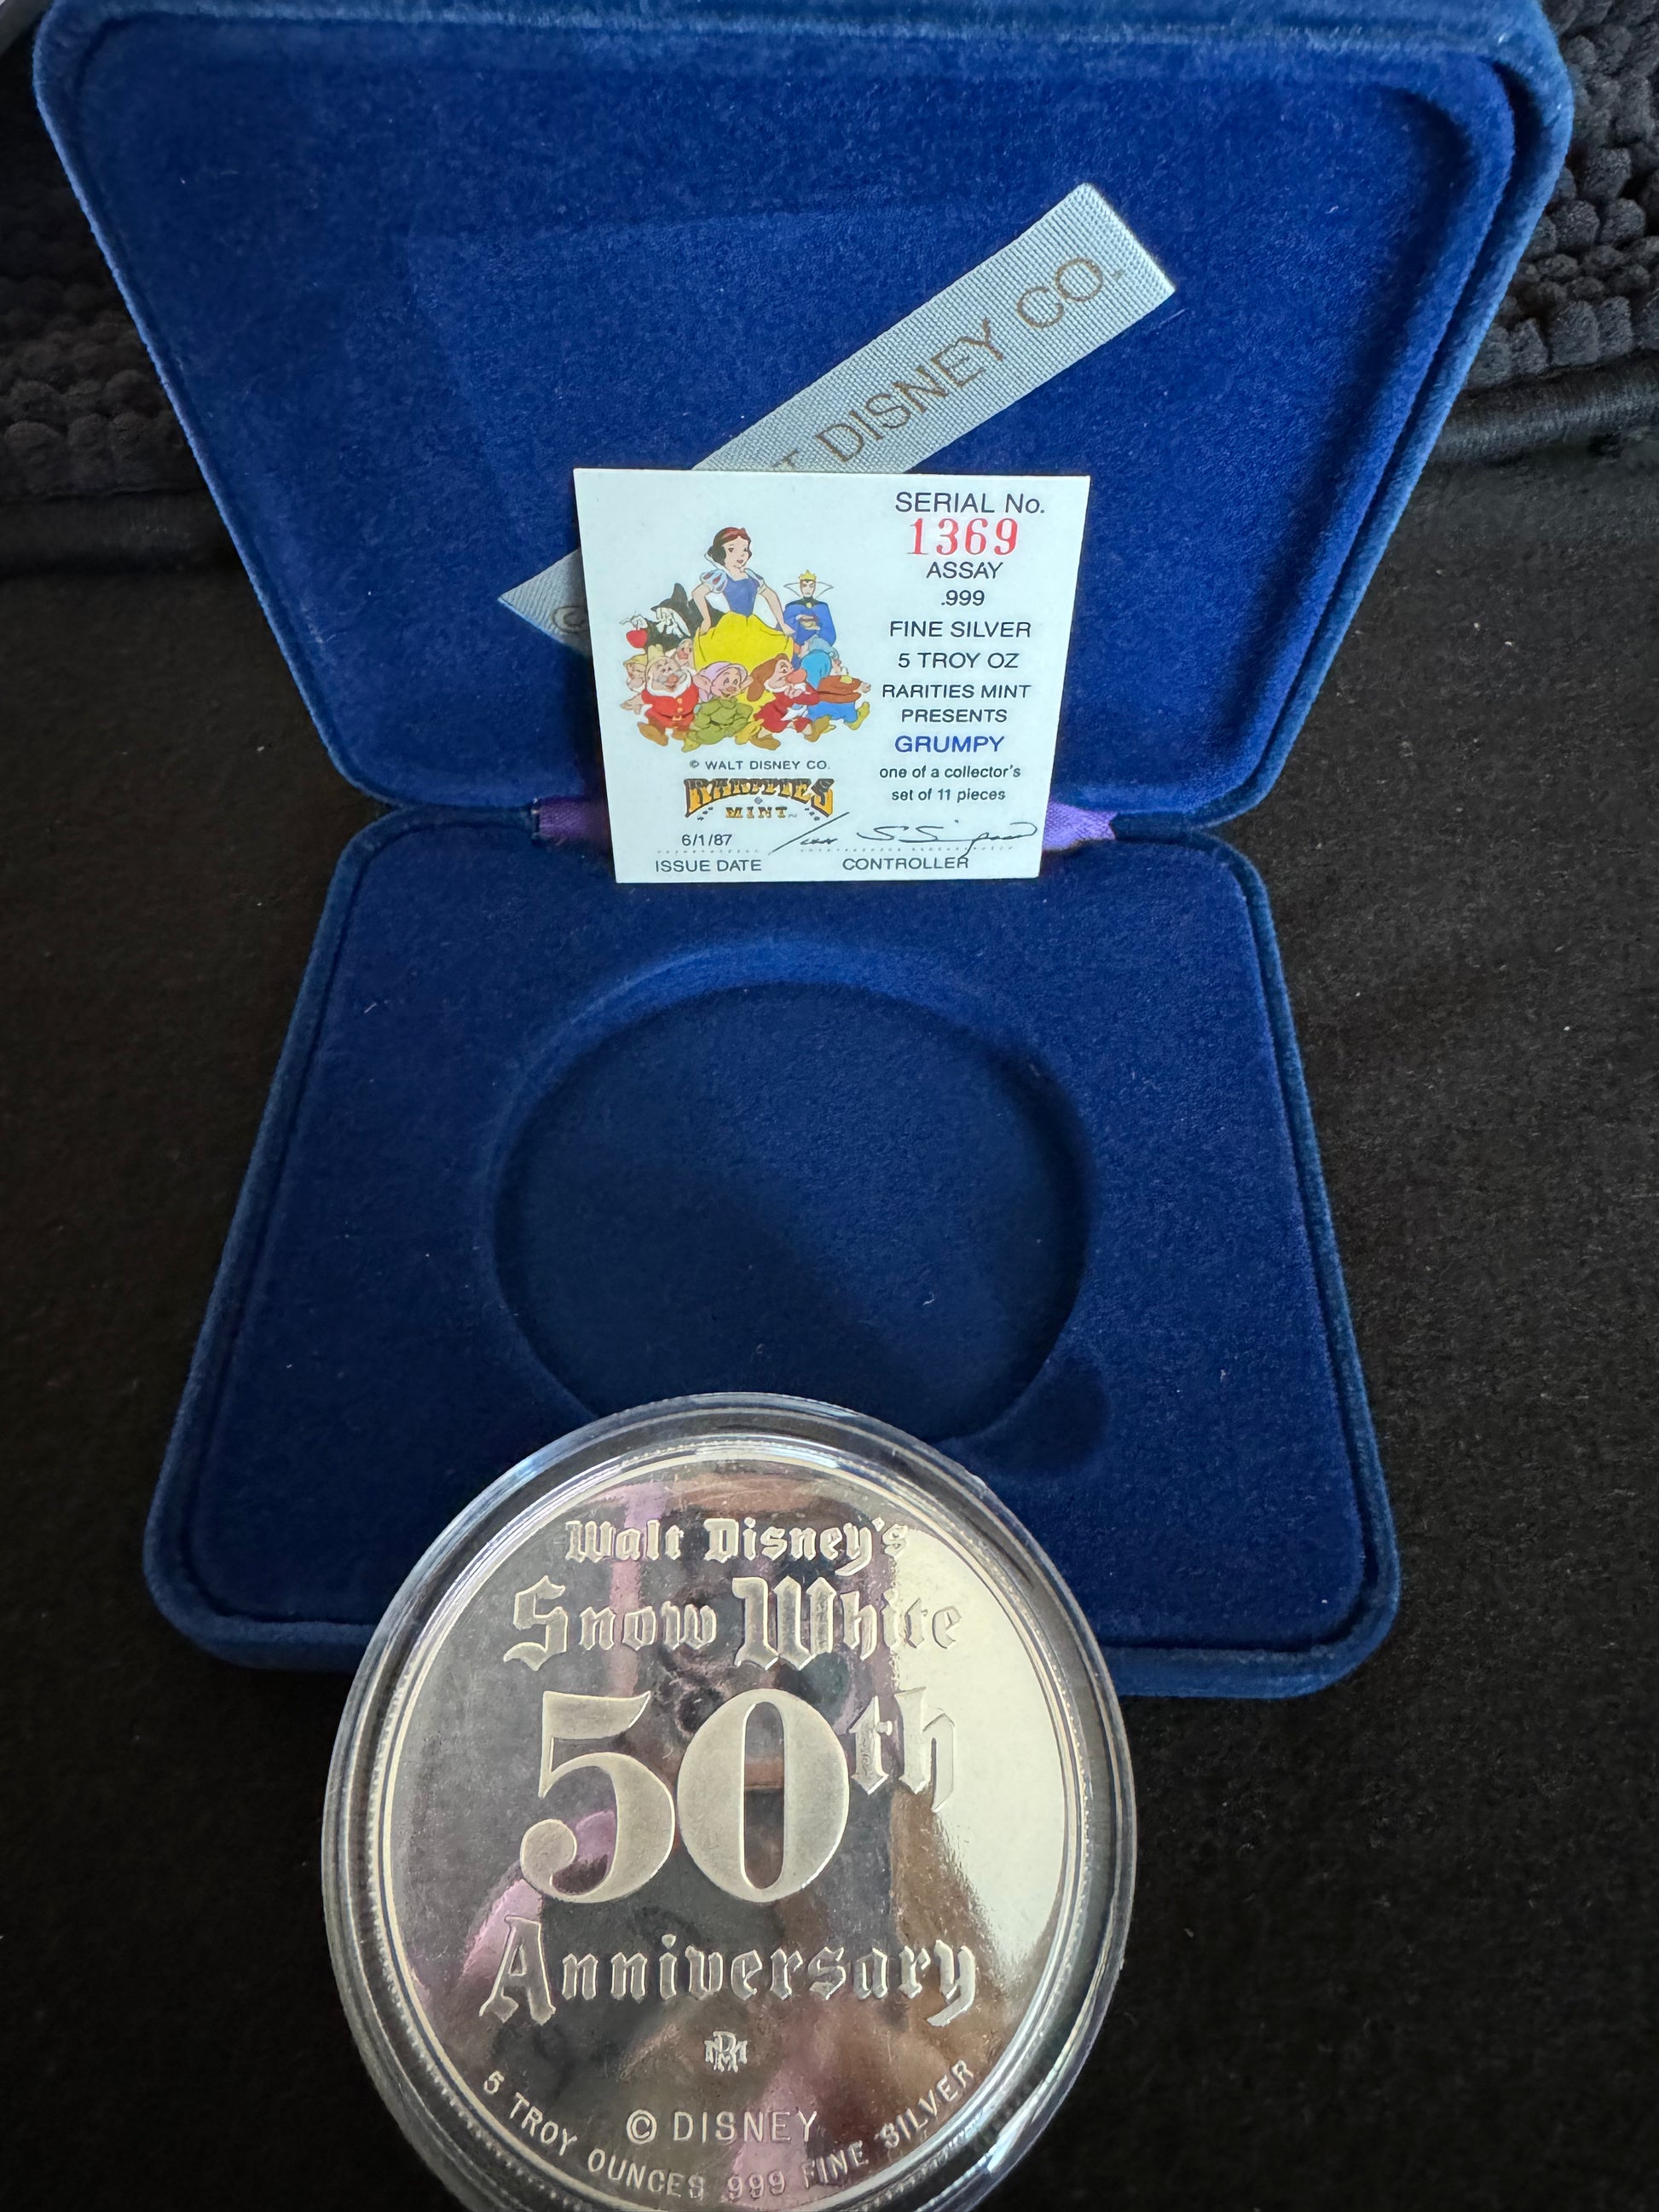 T DISNEY CO.
©
SERIAL No.
1369
ASSAY
.999
FINE SILVER
5 TROY OZ
RARITIES MINT
PRESENTS
GRUMPY
one of a collector's
set of 11 pieces
© WALT DISNEY CO.
RARITIES
MINT™
6/1/87
ISSUE DATE
CONTROLLER
Walt Disney's
Snow White
50th
Anniversary
© DISNEY
5 TROY OUNCES .999 FINE SILVER